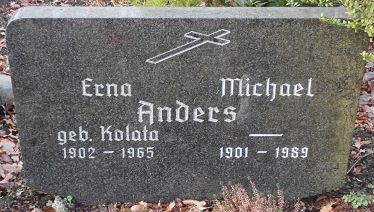 Erna Michael
Anders
geb. Kolata —
1902 – 1965 1901 – 1989